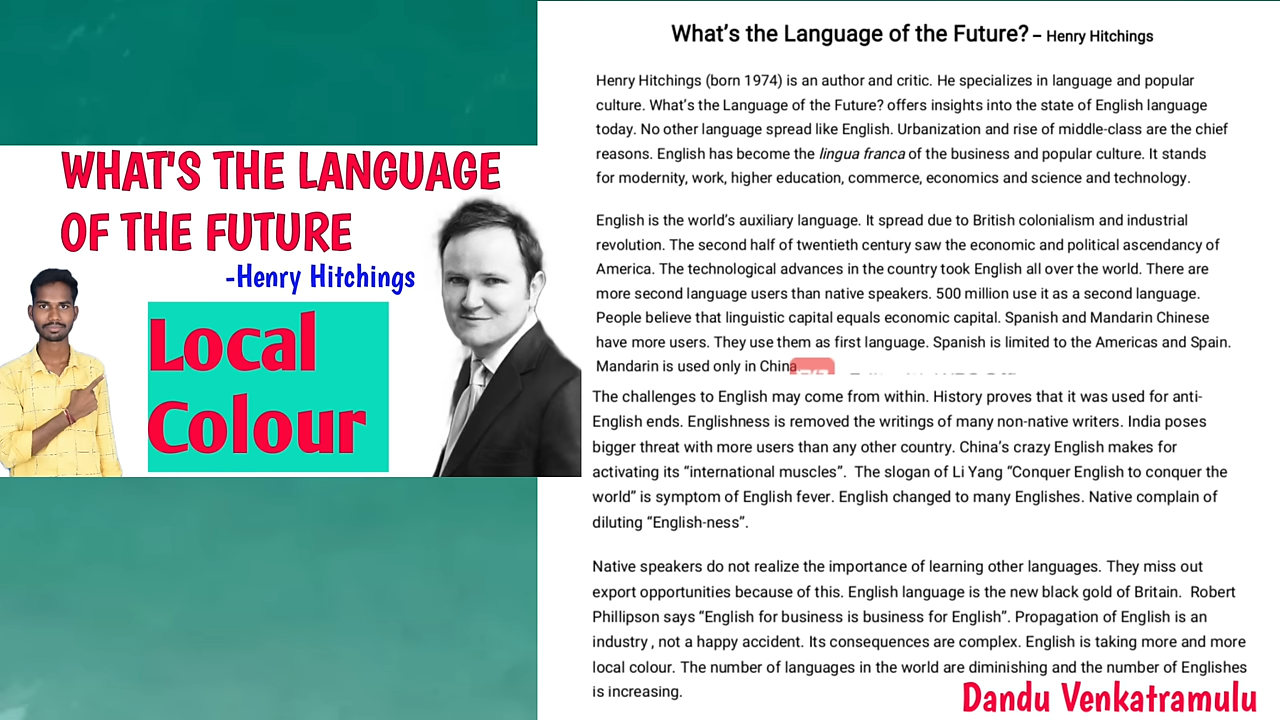 WHAT'S THE LANGUAGE
OF THE FUTURE
-Henry Hitchings
Local
Colour
What's the Language of the Future? – Henry Hitchings
Henry Hitchings (born 1974) is an author and critic. He specializes in language and popular
culture. What's the Language of the Future? offers insights into the state of English language
today. No other language spread like English. Urbanization and rise of middle-class are the chief
reasons. English has become the lingua franca of the business and popular culture. It stands
for modernity, work, higher education, commerce, economics and science and technology.
English is the world's auxiliary language. It spread due to British colonialism and industrial
revolution. The second half of twentieth century saw the economic and political ascendancy of
America. The technological advances in the country took English all over the world. There are
more second language users than native speakers. 500 million use it as a second language.
People believe that linguistic capital equals economic capital. Spanish and Mandarin Chinese
have more users. They use them as first language. Spanish is limited to the Americas and Spain.
Mandarin is used only in China
The challenges to English may come from within. History proves that it was used for anti-
English ends. Englishness is removed the writings of many non-native writers. India poses
bigger threat with more users than any other country. China's crazy English makes for
activating its “international muscles”.  The slogan of Li Yang “Conquer English to conquer the
world” is symptom of English fever. English changed to many Englishes. Native complain of
diluting “English-ness”.
Native speakers do not realize the importance of learning other languages. They miss out
export opportunities because of this. English language is the new black gold of Britain.  Robert
Phillipson says “English for business is business for English”. Propagation of English is an
industry , not a happy accident. Its consequences are complex. English is taking more and more
local colour. The number of languages in the world are diminishing and the number of Englishes
is increasing.
Dandu Venkatramulu